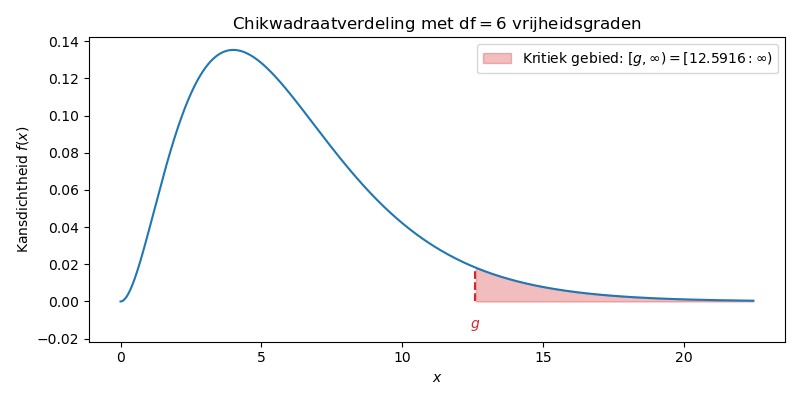 Chikwadraatverdeling met df = 6 vrijheidsgraden
Kritiek gebied: [g, ∞) = [12.5916 : ∞)
Kansdichtheid f(x)
0.14
0.12
0.10
0.08
0.06
0.04
0.02
0.00
−0.02
g
0 5 10 15 20
x